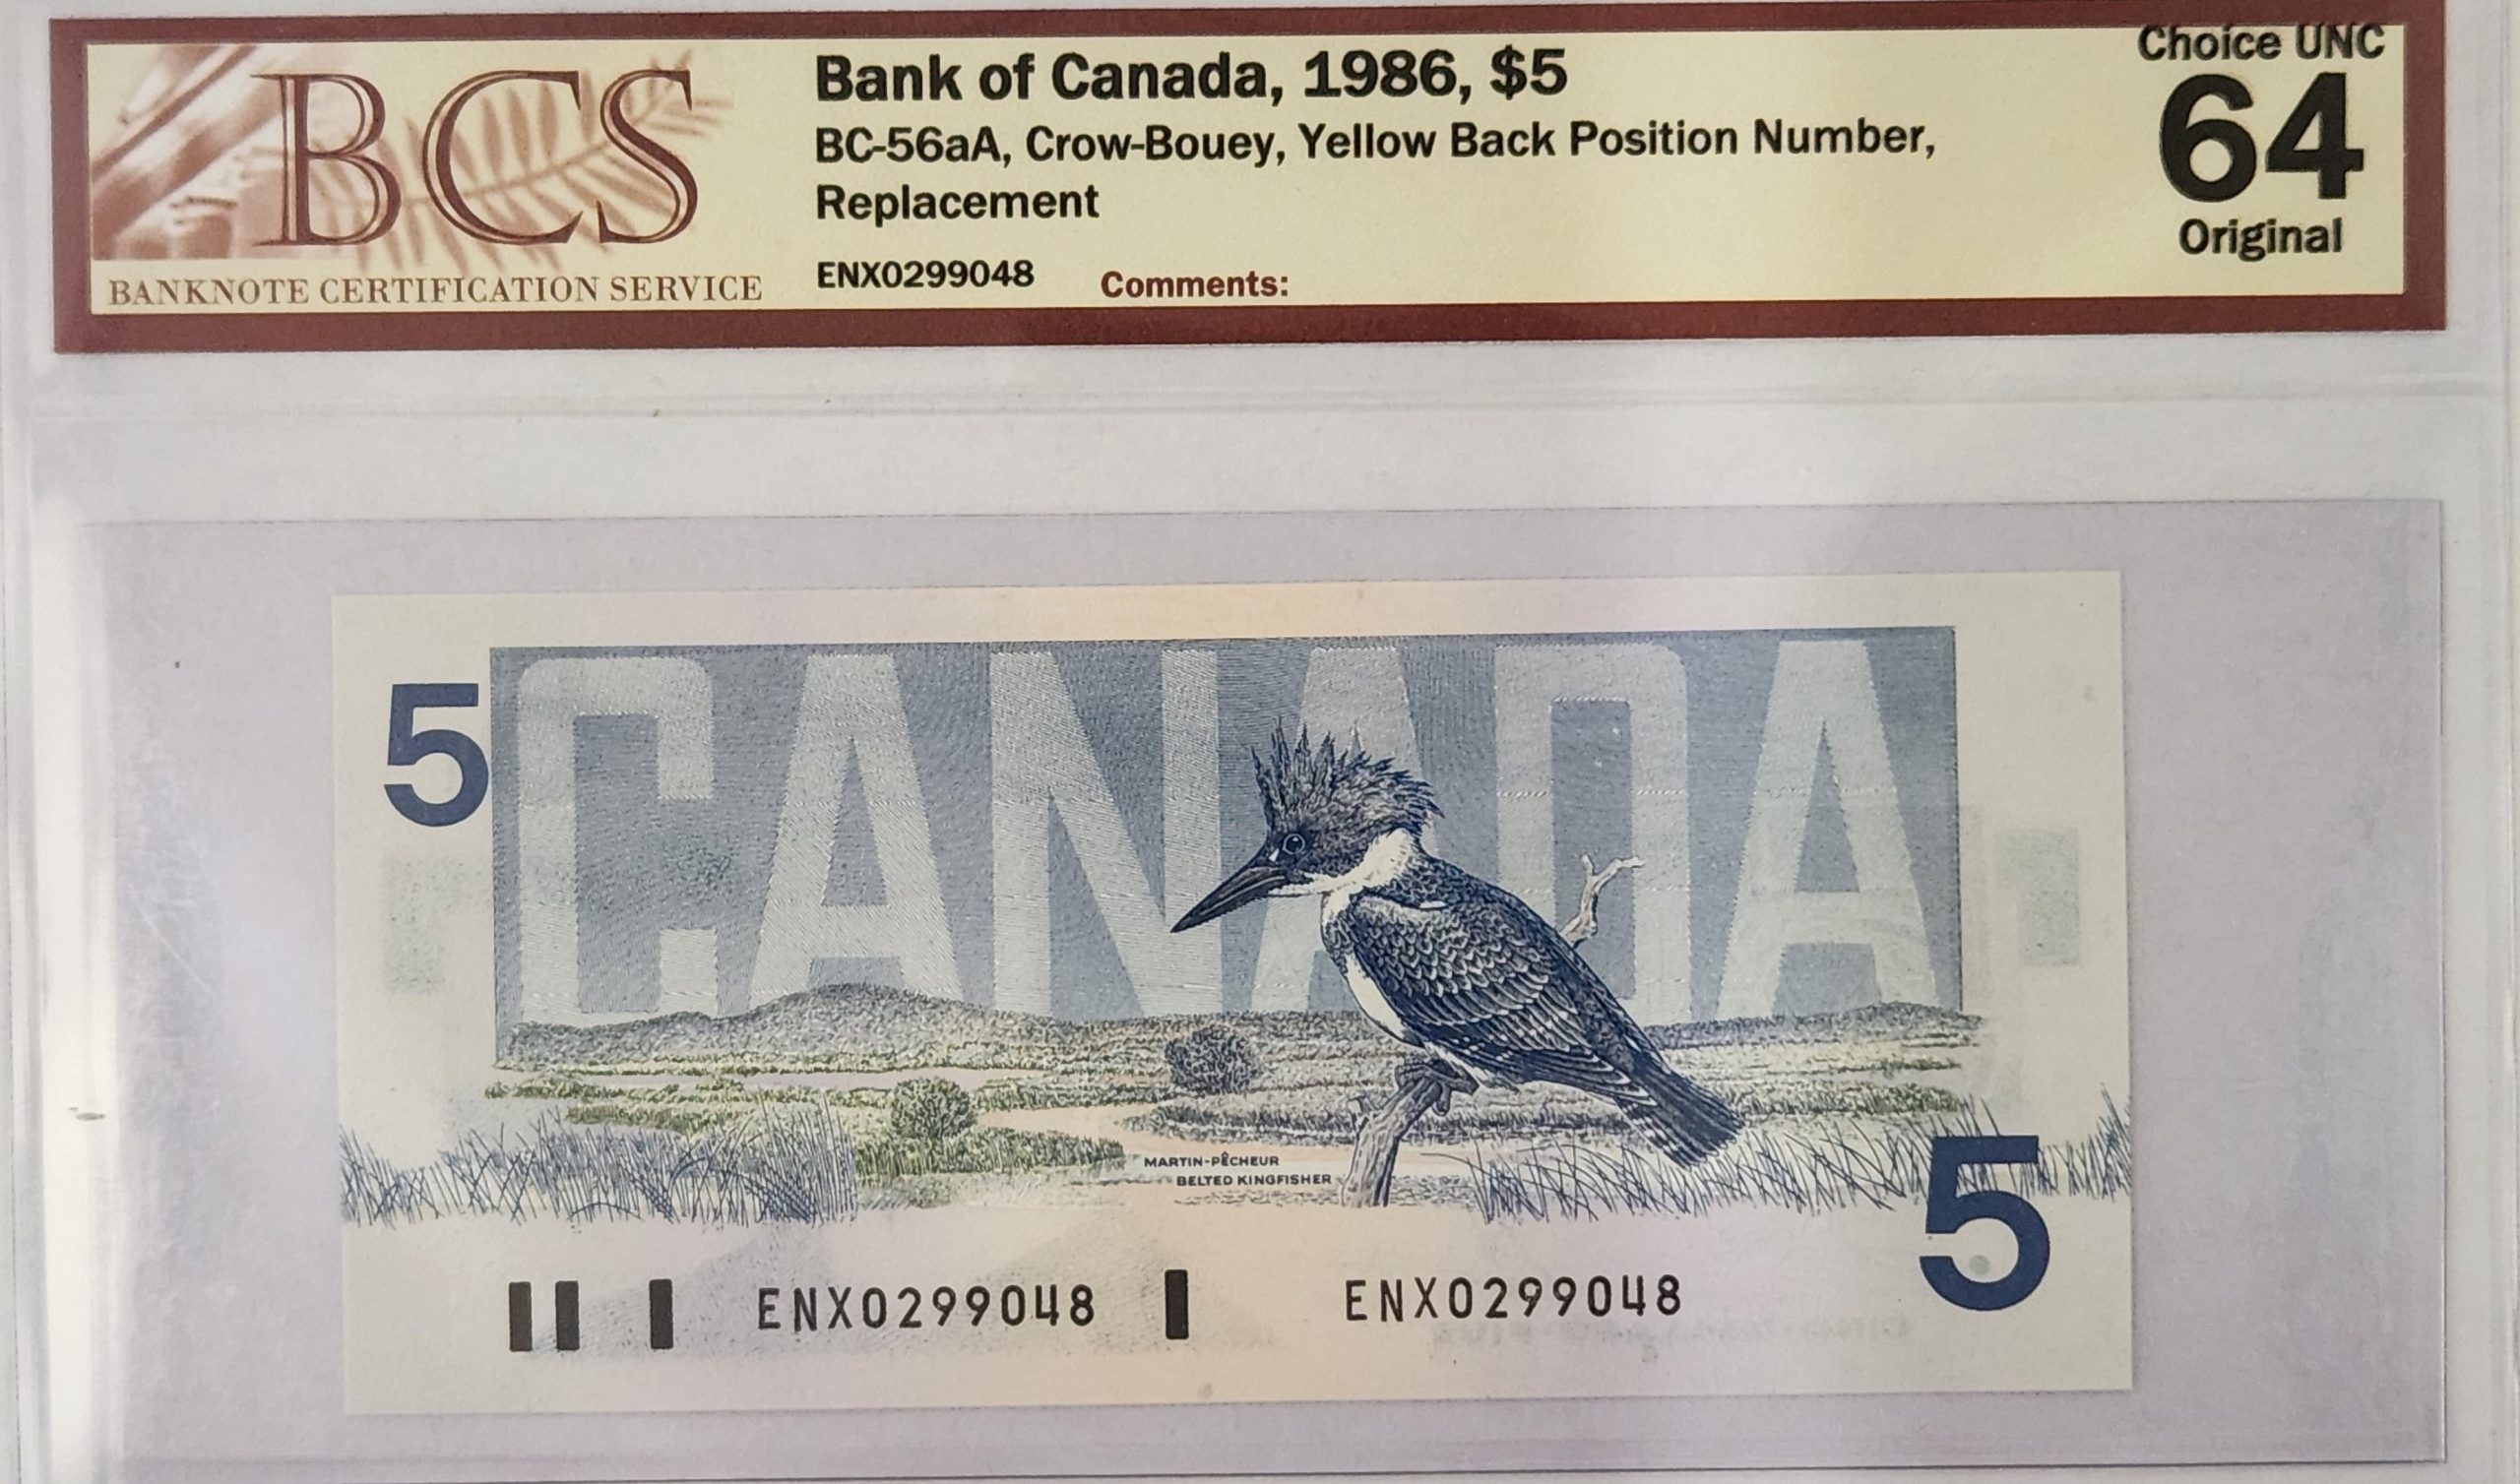 BCS
BANKNOTE CERTIFICATION SERVICE
Bank of Canada, 1986, $5
BC-56aA, Crow-Bouey, Yellow Back Position Number,
Replacement
ENX0299048 Comments:
Choice UNC
64
Original
5
CANADA
MARTIN-PÊCHEUR
BELTED KINGFISHER
5
ENX0299048 ENX0299048